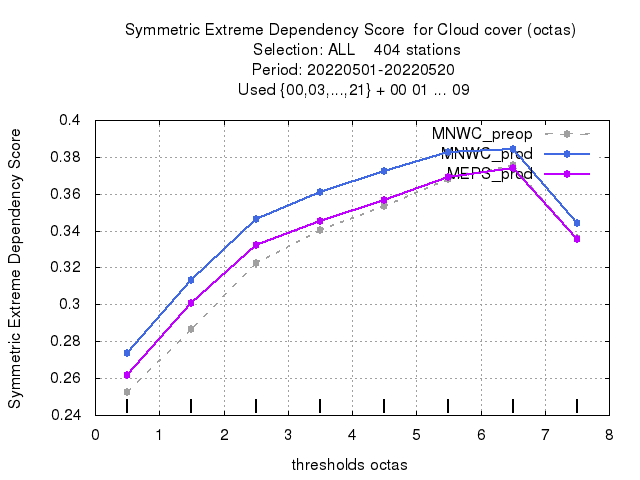 Symmetric Extreme Dependency Score for Cloud cover (octas)
Selection: ALL 404 stations
Period: 20220501-20220520
Used {00,03,...,21} + 00 01 ... 09
Symmetric Extreme Dependency Score
0.4
0.38
0.36
0.34
0.32
0.3
0.28
0.26
0.24
MNWC_preop
MNWC_prod
MEPS_prod
0 1 2 3 4 5 6 7 8
thresholds octas